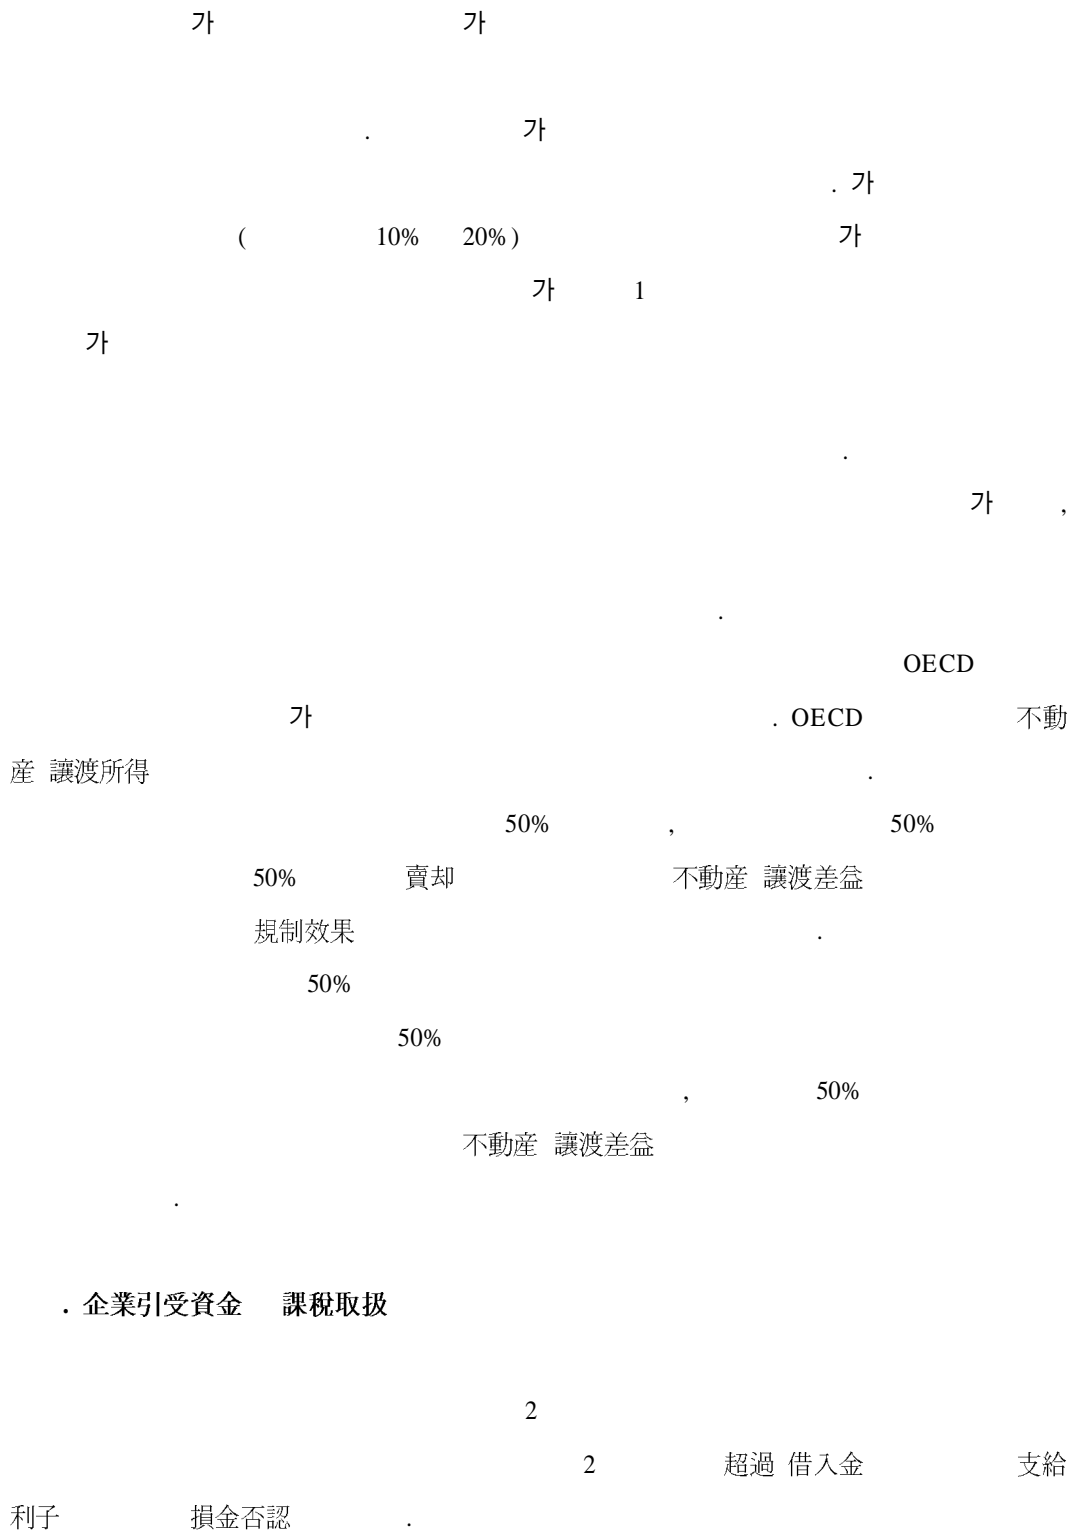 가 가
. 가
. 가
( 10% 20%) 가
가 1
가
.
가 ,
.
OECD
가 . OECD 不動
産 讓渡所得 .
50% , 50%
50% 賣却 不動産 讓渡差益
規制效果 .
50%
50%
, 50%
不動産 讓渡差益
.
. 企業引受資金 課稅取扱
2
2 超過 借入金 支給
利子 損金否認 .